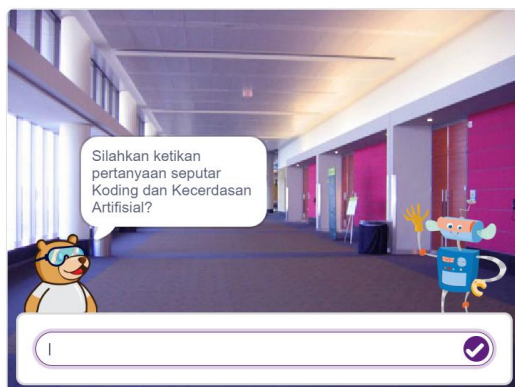 Silahkan ketikan
pertanyaan seputar
Koding dan Kecerdasan
Artifisial?